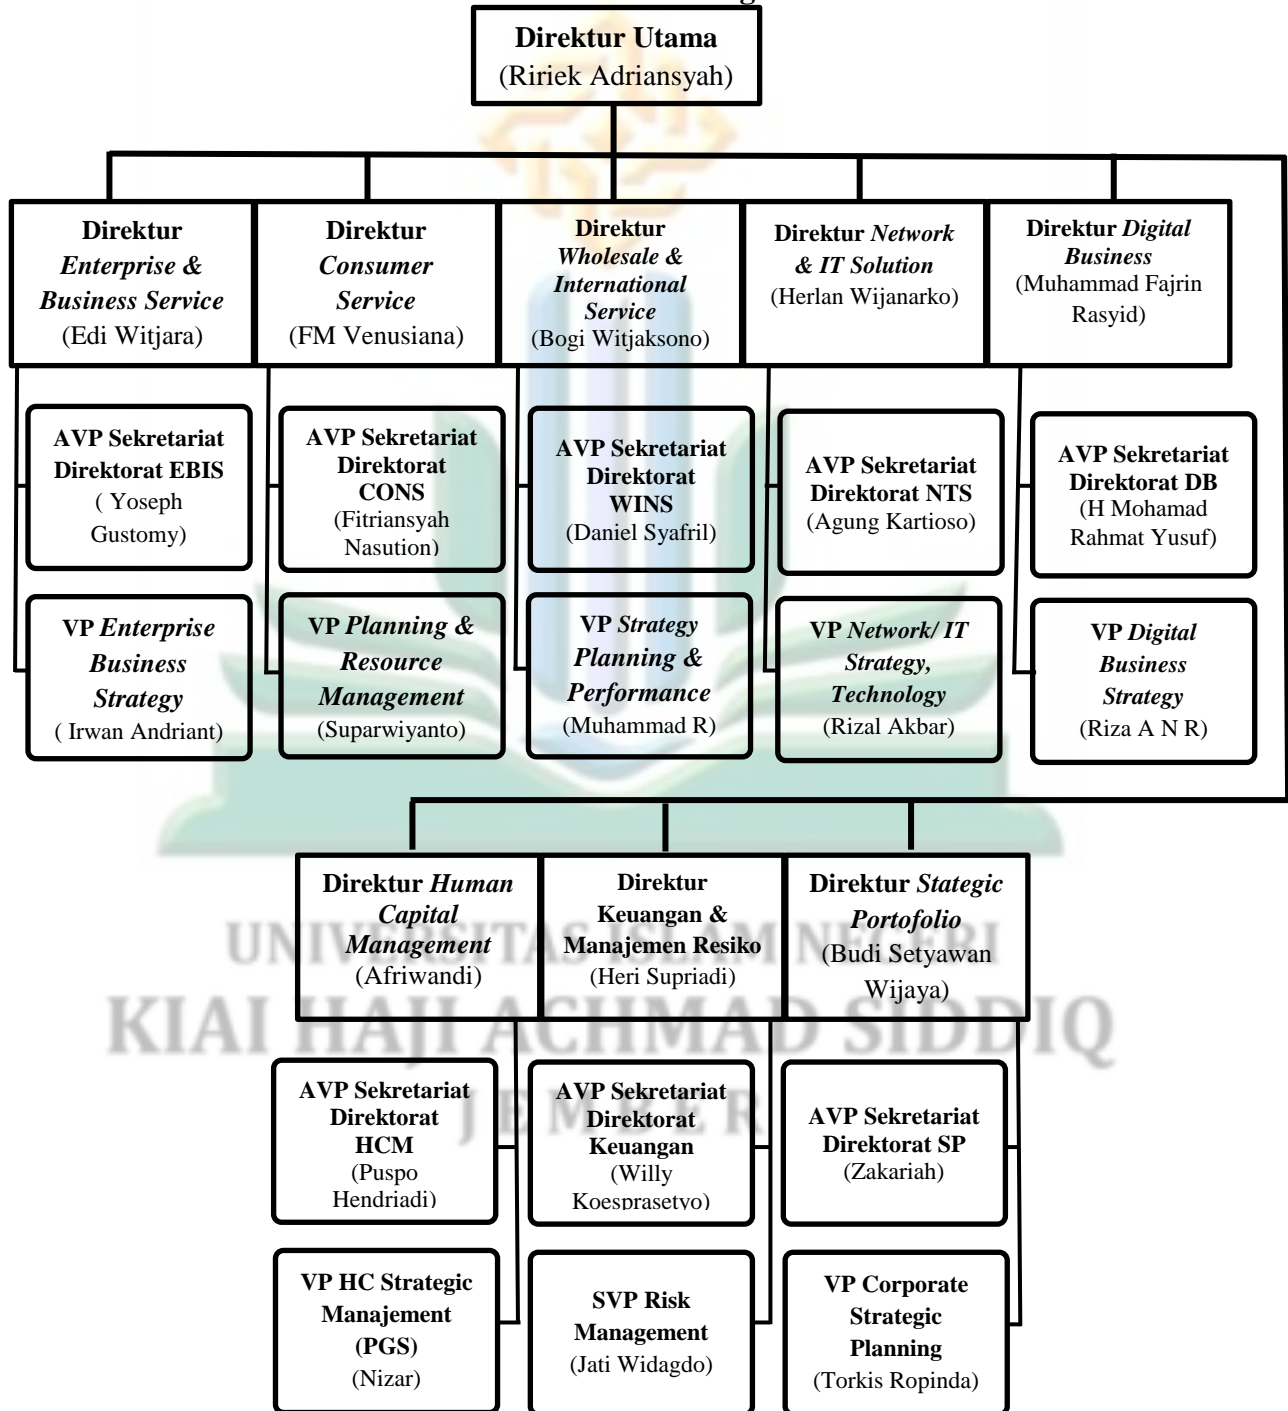 Direktur Utama
(Ririek Adriansyah)
Direktur
Enterprise &
Business Service
(Edi Witjara)
Direktur
Consumer
Service
(FM Venusiana)
Direktur
Wholesale &
International
Service
(Bogi Witjaksono)
Direktur Network
& IT Solution
(Herlan Wijanarko)
Direktur Digital
Business
(Muhammad Fajrin
Rasyid)
AVP Sekretariat
Direktorat EBIS
( Yoseph
Gustomy)
AVP Sekretariat
Direktorat
CONS
(Fitriansyah
Nasution)
AVP Sekretariat
Direktorat
WINS
(Daniel Syafril)
AVP Sekretariat
Direktorat NTS
(Agung Kartioso)
AVP Sekretariat
Direktorat DB
(H Mohamad
Rahmat Yusuf)
VP Enterprise
Business
Strategy
( Irwan Andriant)
VP Planning &
Resource
Management
(Suparwiyanto)
VP Strategy
Planning &
Performance
(Muhammad R)
VP Network/ IT
Strategy,
Technology
(Rizal Akbar)
VP Digital
Business
Strategy
(Riza A N R)
Direktur Human
Capital
Management
(Afriwandi)
Direktur
Keuangan &
Manajemen Resiko
(Heri Supriadi)
Direktur Stategic
Portofolio
(Budi Setyawan
Wijaya)
UNIVERSITAS ISLAM NEGERI
KIAI HAJI ACHMAD SIDDIQ
JEMBER
AVP Sekretariat
Direktorat
HCM
(Puspo
Hendriadi)
AVP Sekretariat
Direktorat
Keuangan
(Willy
Koesprasetyo)
AVP Sekretariat
Direktorat SP
(Zakariah)
VP HC Strategic
Manajement
(PGS)
(Nizar)
SVP Risk
Management
(Jati Widagdo)
VP Corporate
Strategic
Planning
(Torkis Ropinda)